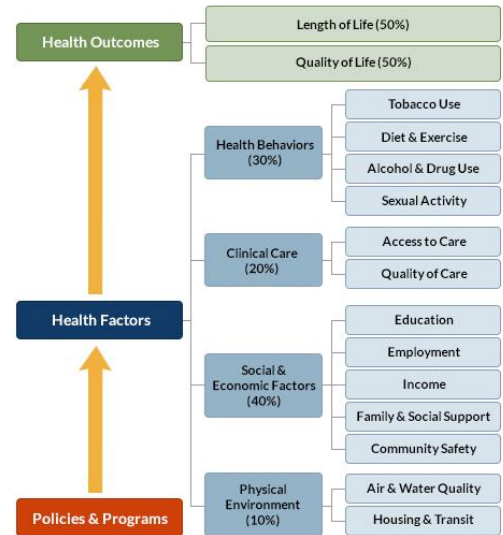 Health Outcomes
Length of Life (50%)
Quality of Life (50%)
Health Factors
Health Behaviors
(30%)
Tobacco Use
Diet & Exercise
Alcohol & Drug Use
Sexual Activity
Clinical Care
(20%)
Access to Care
Quality of Care
Social &
Economic Factors
(40%)
Education
Employment
Income
Family & Social Support
Community Safety
Physical
Environment
(10%)
Air & Water Quality
Housing & Transit
Policies & Programs